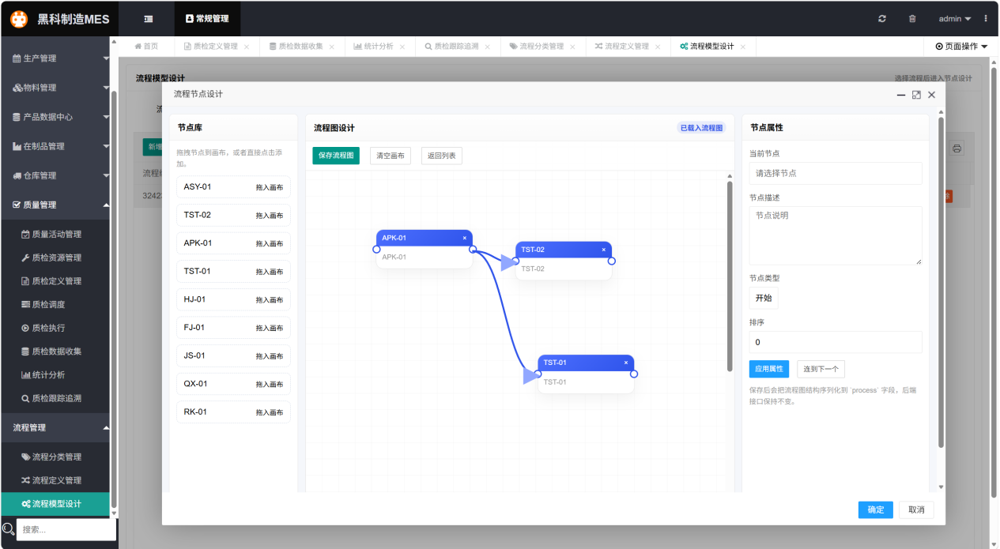 黑科制造MES
常规管理
admin
生产管理
物料管理
产品数据中心
在制品管理
仓库管理
质量管理
质量活动管理
质检资源管理
质检定义管理
质检调度
质检执行
质检数据收集
统计分析
质检跟踪追溯
流程管理
流程分类管理
流程定义管理
流程模型设计
搜索...
首页
质检定义管理
质检数据收集
统计分析
质检跟踪追溯
流程分类管理
流程定义管理
流程模型设计
页面操作
流程模型设计
选择流程后进入节点设计
流
新增
流程
3242
流程节点设计
节点库
拖拽节点到画布，或者直接点击添
加。
ASY-01 拖入画布
TST-02 拖入画布
APK-01 拖入画布
TST-01 拖入画布
HJ-01 拖入画布
FJ-01 拖入画布
JS-01 拖入画布
QX-01 拖入画布
RK-01 拖入画布
流程图设计
已载入流程图
保存流程图
清空画布
返回列表
APK-01 ×
APK-01
TST-02 ×
TST-02
TST-01 ×
TST-01
节点属性
当前节点
请选择节点
节点描述
节点说明
节点类型
开始
排序
0
应用属性
连到下一个
保存后会把流程图结构序列化到 `process` 字段，后端
接口保持不变。
确定
取消